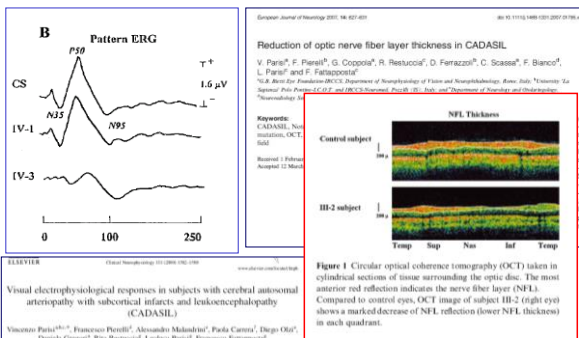 B
Pattern ERG
P50
CS
1.6 µV
N35
N95
IV-1
IV-3
0 100 250
European Journal of Neurology 2007, 14:
Reduction of optic nerve fiber layer thickness in CADASIL
V. Parisi, F. Pierelli, G. Coppola, R. Restuccia, D. Ferrazzoli, C. Scassa, F. Bianco,
L. Parisi and F. Fattapposta
Keywords:
CADASIL,
mutation, OCT,
field
Received 1
Accepted 12
NFL Thickness
Control subject
200 µ
III-2 subject
200 µ
Temp Sup Nas Inf Temp
Figure 1 Circular optical coherence tomography (OCT) taken in
cylindrical sections of tissue surrounding the optic disc. The most
anterior red reflection indicates the nerve fiber layer (NFL).
Compared to control eyes, OCT image of subject III-2 (right eye)
shows a marked decrease of NFL reflection (lower NFL thickness)
in each quadrant.
ELSEVIER
Clinical Neurophysiology
Visual electrophysiological responses in subjects with cerebral autosomal
arteriopathy with subcortical infarcts and leukoencephalopathy
(CADASIL)
Vincenzo Parisi, Francesco Pierelli, Alessandro Malandrini, Paola Carrera, Diego Olzi,